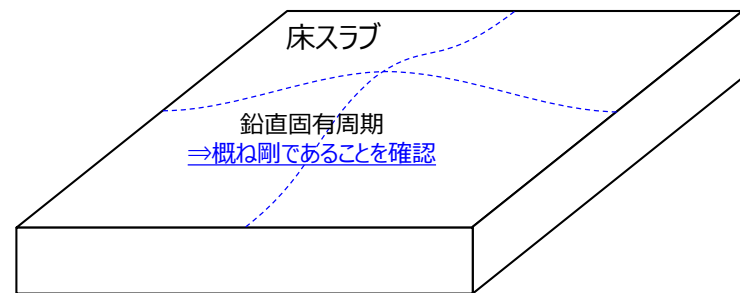 床スラブ
鉛直固有周期
⇒概ね剛であることを確認